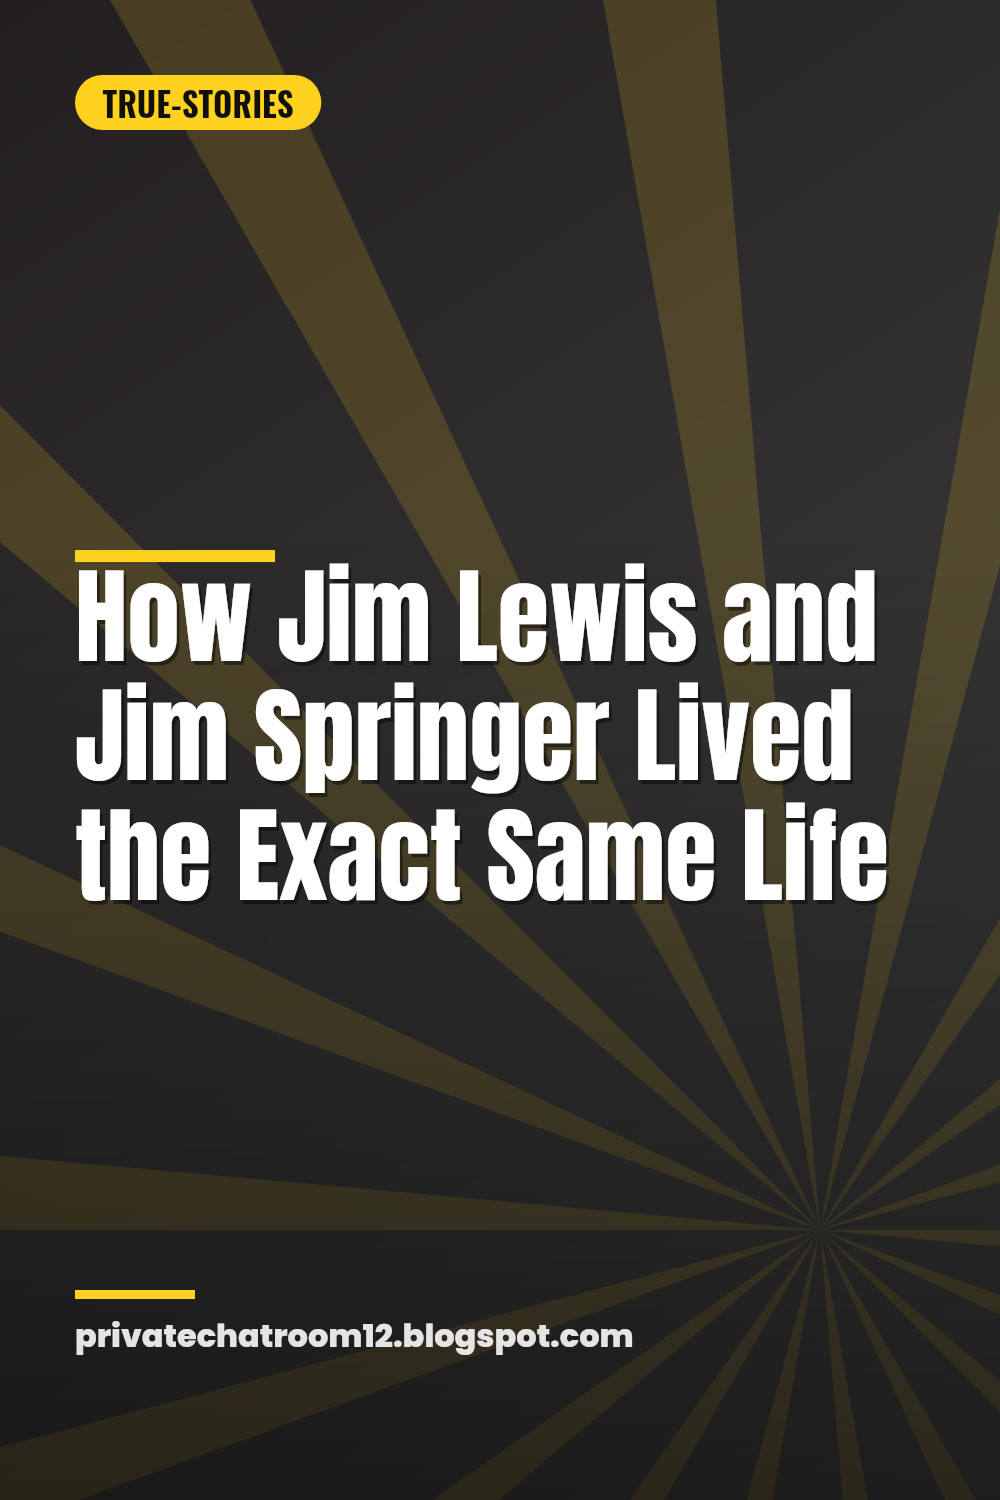 TRUE-STORIES
How Jim Lewis and
Jim Springer Lived
the Exact Same Life
privatechatroom12.blogspot.com